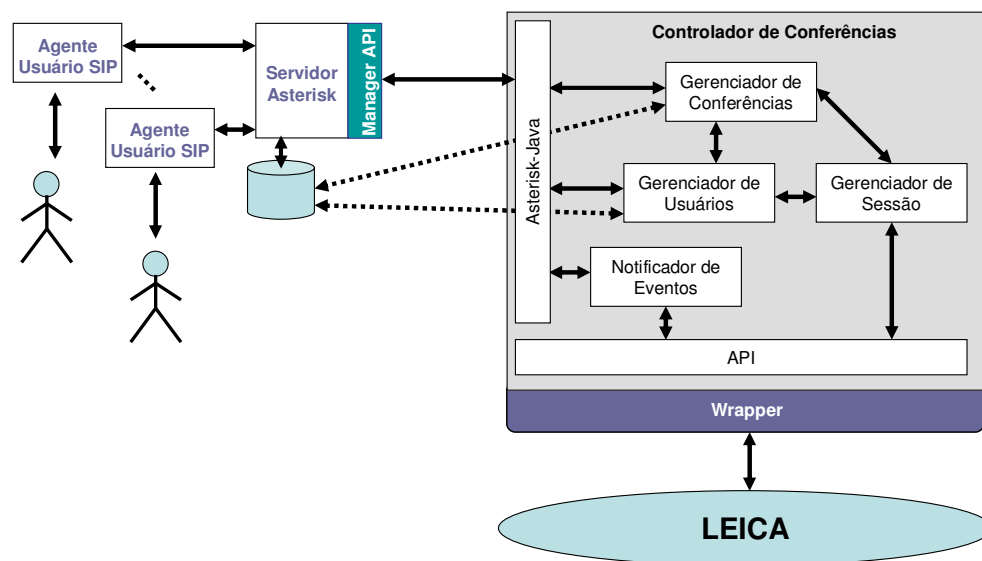 Agente
Usuário SIP
Agente
Usuário SIP
Servidor
Asterisk
Manager API
Controlador de Conferências
Asterisk-Java
Gerenciador de
Conferências
Gerenciador de
Usuários
Gerenciador de
Sessão
Notificador de
Eventos
API
Wrapper
LEICA